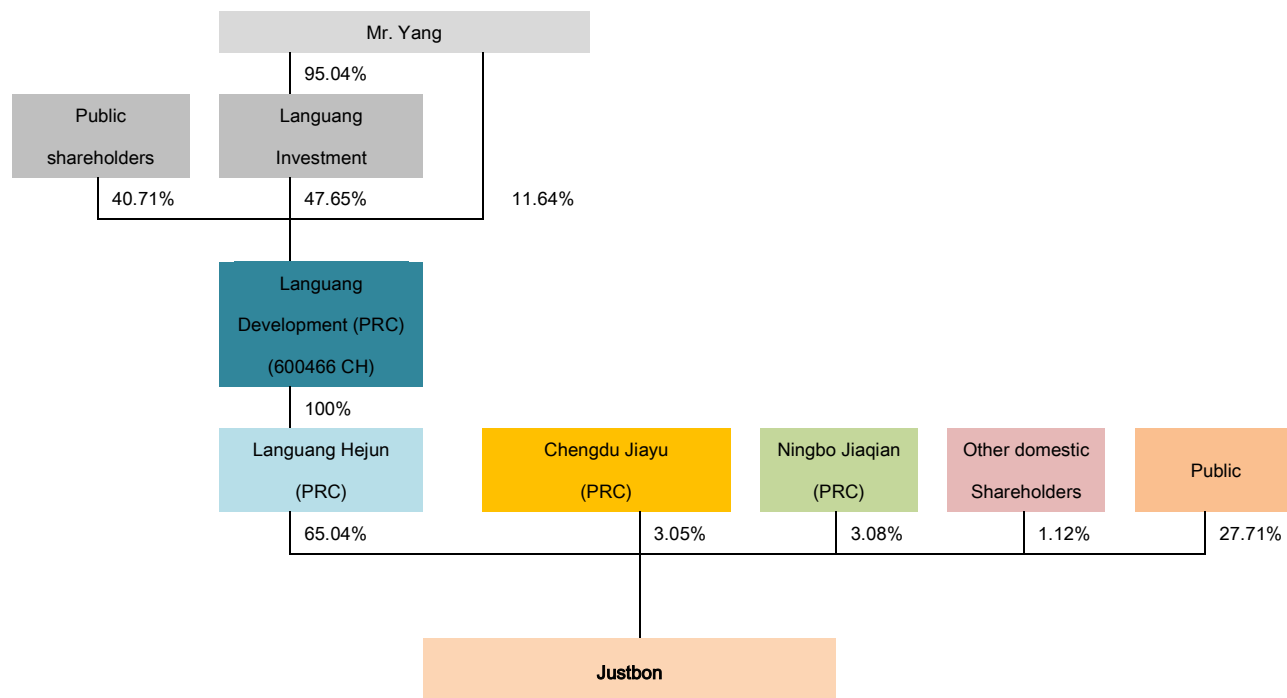 Mr. Yang
95.04%
Public
shareholders
Languang
Investment
40.71%
47.65%
11.64%
Languang
Development (PRC)
(600466 CH)
100%
Languang Hejun
(PRC)
Chengdu Jiayu
(PRC)
Ningbo Jiaqian
(PRC)
Other domestic
Shareholders
Public
65.04%
3.05%
3.08%
1.12%
27.71%
Justbon